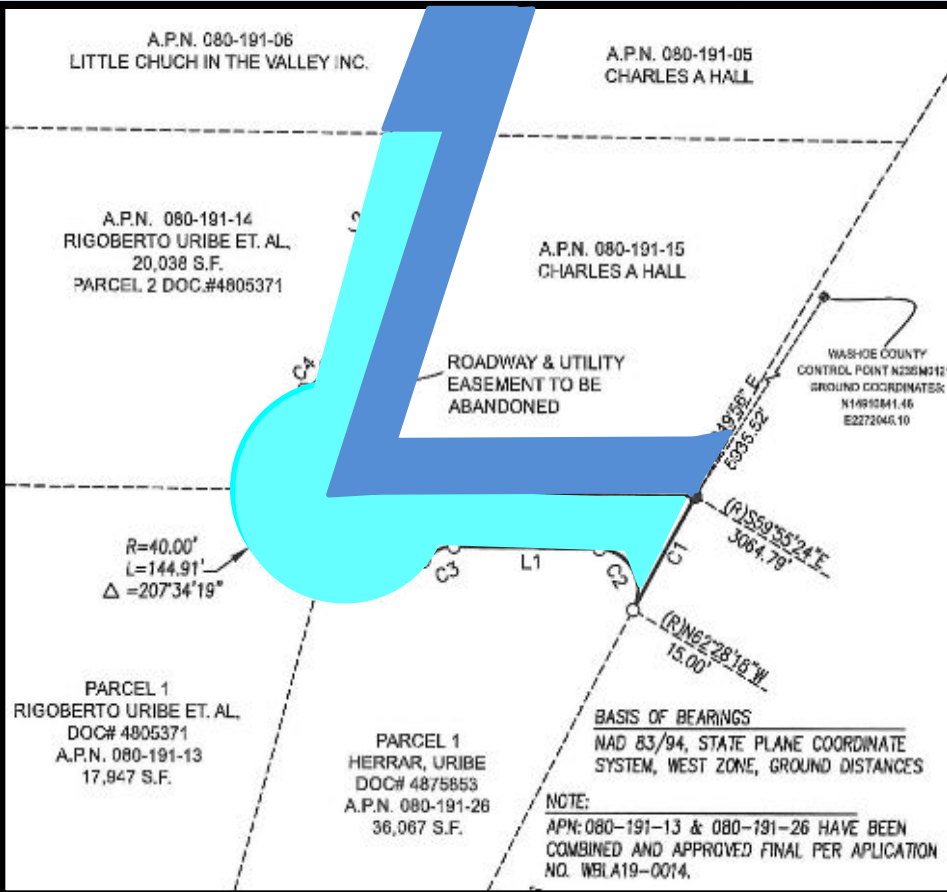 A.P.N. 080-191-06
LITTLE CHUCH IN THE VALLEY INC.
A.P.N. 080-191-05
CHARLES A HALL
A.P.N. 080-191-14
RIGOBERTO URIBE ET. AL,
20,038 S.F.
PARCEL 2 DOC.#4805371
A.P.N. 080-191-15
CHARLES A HALL
C4
ROADWAY & UTILITY
EASEMENT TO BE
ABANDONED
WASHOE COUNTY
CONTROL POINT
GROUND COORDINATES:
E2272046.10
49'56" E
6935.52'
(R)S59°55'24"E
3064.79'
R=40.00'
L=144.91'
Δ =207°34'19"
C3
L1
C2
C1
(R)N62°28'16"W
15.00'
PARCEL 1
RIGOBERTO URIBE ET. AL,
DOC# 4805371
A.P.N. 080-191-13
17,947 S.F.
PARCEL 1
HERRAR, URIBE
DOC# 4875853
A.P.N. 080-191-26
36,067 S.F.
BASIS OF BEARINGS
NAD 83/94, STATE PLANE COORDINATE
SYSTEM, WEST ZONE, GROUND DISTANCES
NOTE:
APN: 080-191-13 & 080-191-26 HAVE BEEN
COMBINED AND APPROVED FINAL PER APLICATION
NO. WBLA19-0014.